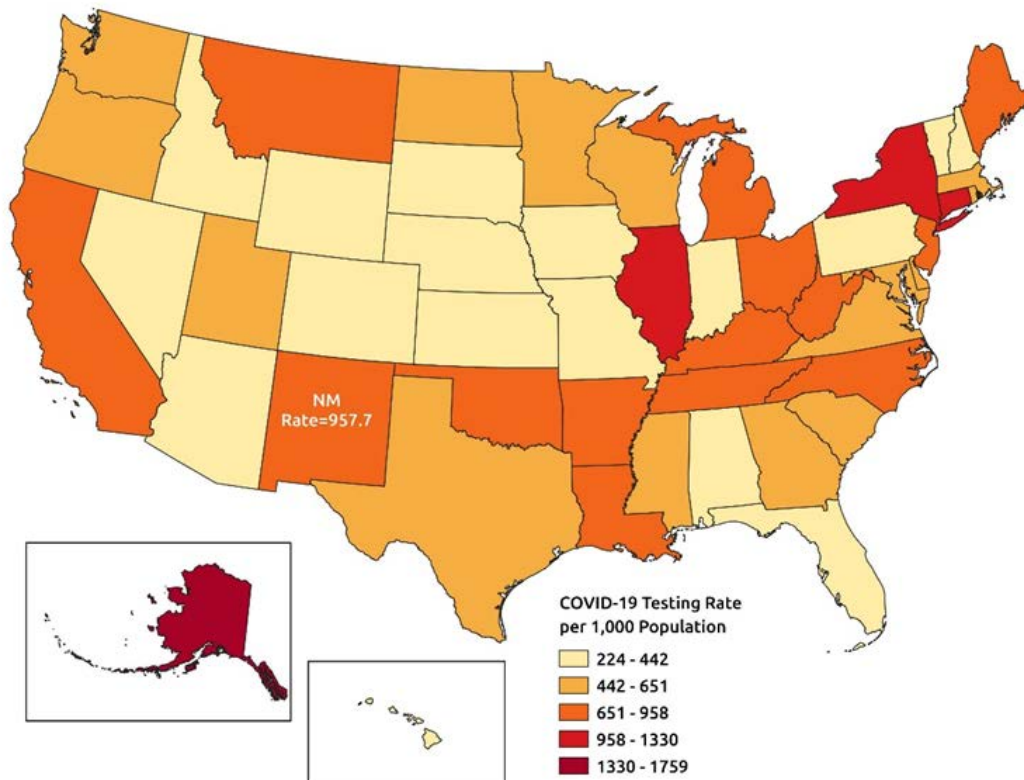 NM
Rate=957.7
COVID-19 Testing Rate
per 1,000 Population
224 - 442
442 - 651
651 - 958
958 - 1330
1330 - 1759